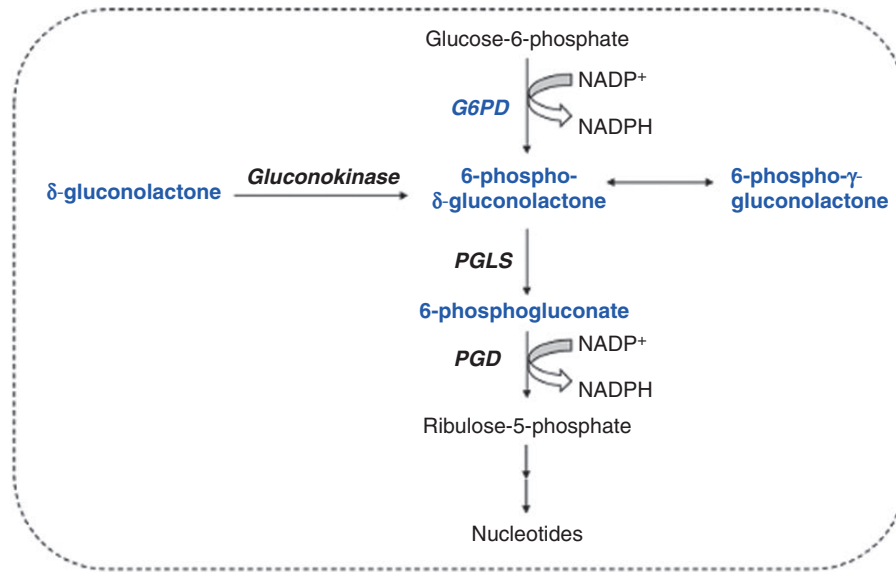 Glucose-6-phosphate
NADP+
G6PD
NADPH
δ-gluconolactone
Gluconokinase
6-phospho-
δ-gluconolactone
6-phospho-γ-
gluconolactone
PGLS
6-phosphogluconate
NADP+
PGD
NADPH
Ribulose-5-phosphate
Nucleotides